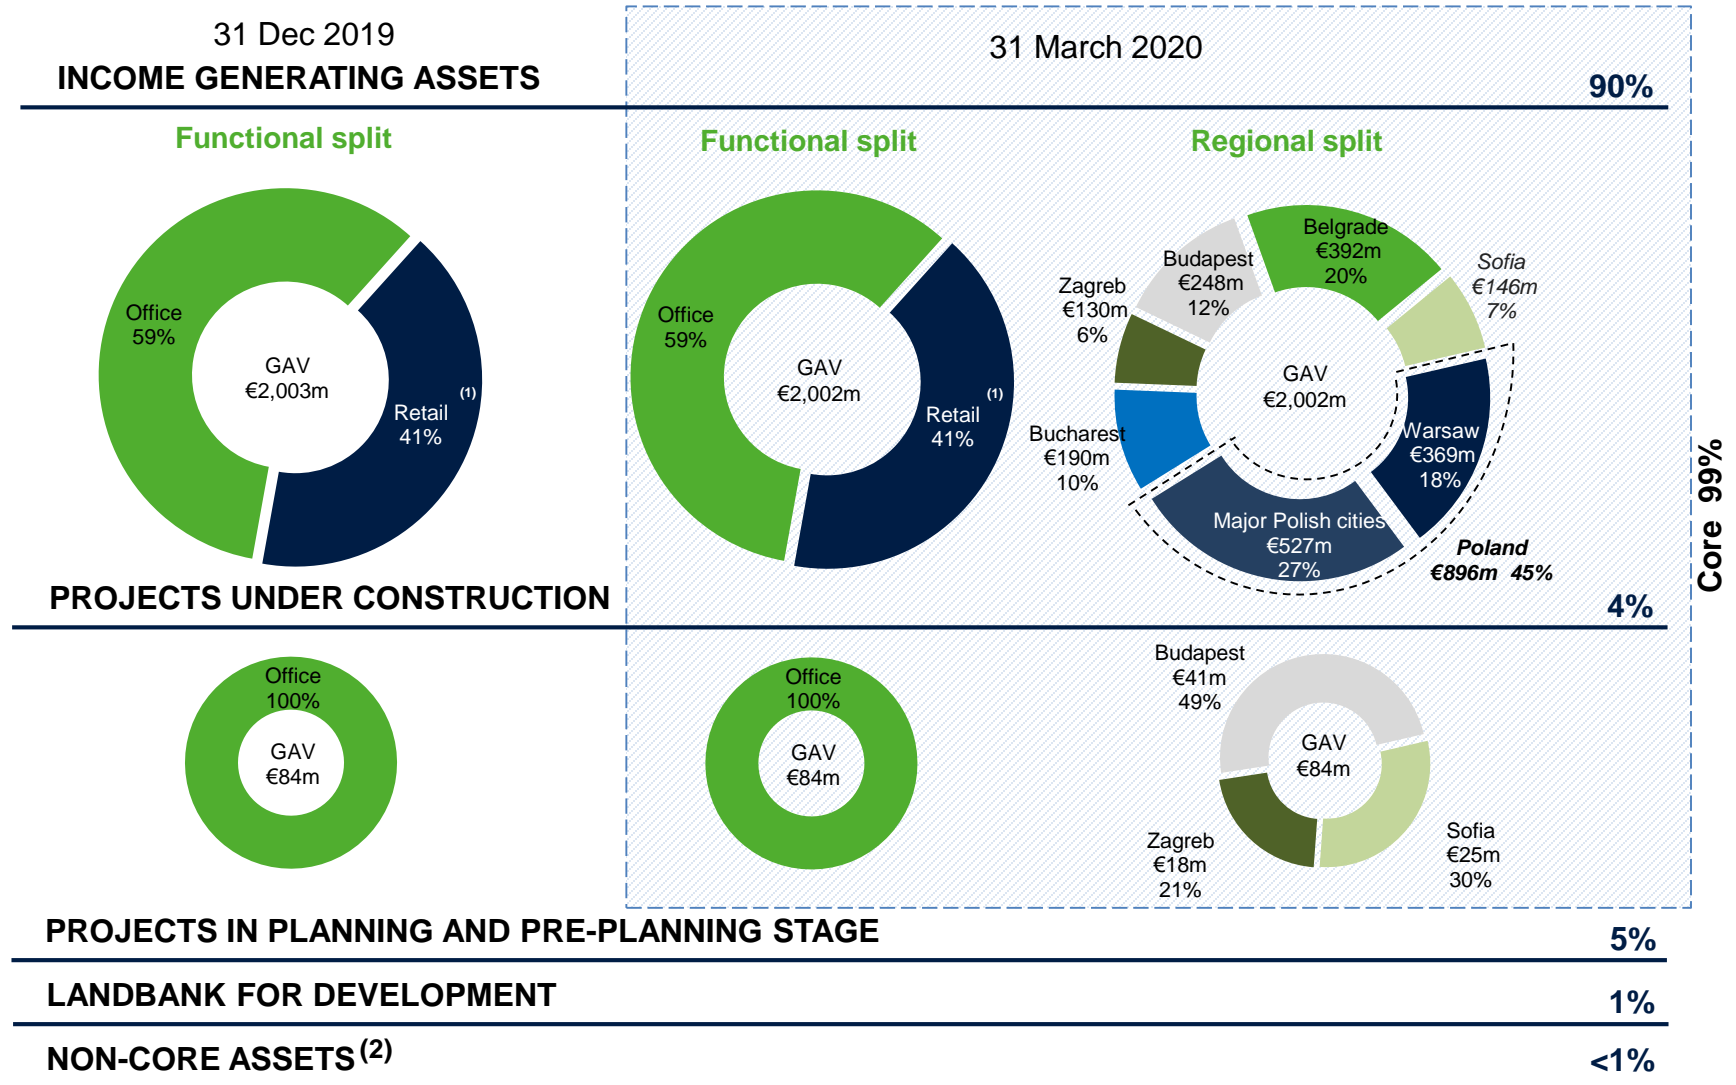 31 Dec 2019
31 March 2020
INCOME GENERATING ASSETS
90%
Functional split
Functional split
Regional split
Office
59%
GAV
€2,003m
Retail (1)
41%
Office
59%
GAV
€2,002m
Retail (1)
41%
Belgrade
€392m
20%
Sofia
€146m
7%
Budapest
€248m
12%
Zagreb
€130m
6%
GAV
€2,002m
Bucharest
€190m
10%
Warsaw
€369m
18%
Major Polish cities
€527m
27%
Poland
€896m 45%
Core 99%
PROJECTS UNDER CONSTRUCTION
4%
Office
100%
GAV
€84m
Office
100%
GAV
€84m
Budapest
€41m
49%
GAV
€84m
Zagreb
€18m
21%
Sofia
€25m
30%
PROJECTS IN PLANNING AND PRE-PLANNING STAGE
5%
LANDBANK FOR DEVELOPMENT
1%
NON-CORE ASSETS (2)
<1%